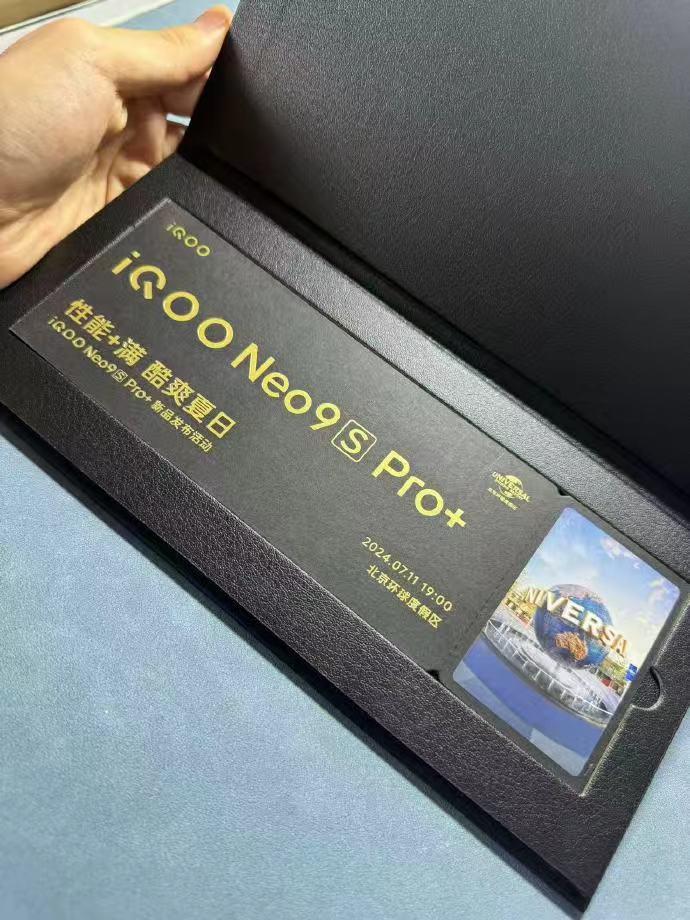 iQOO
iQOO Neo9S Pro+
性能+满 酷爽夏日
iQOO Neo9S Pro+ 新品发布活动
UNIVERSAL
2024.07.11 19:00
北京环球度假区
UNIVERSAL